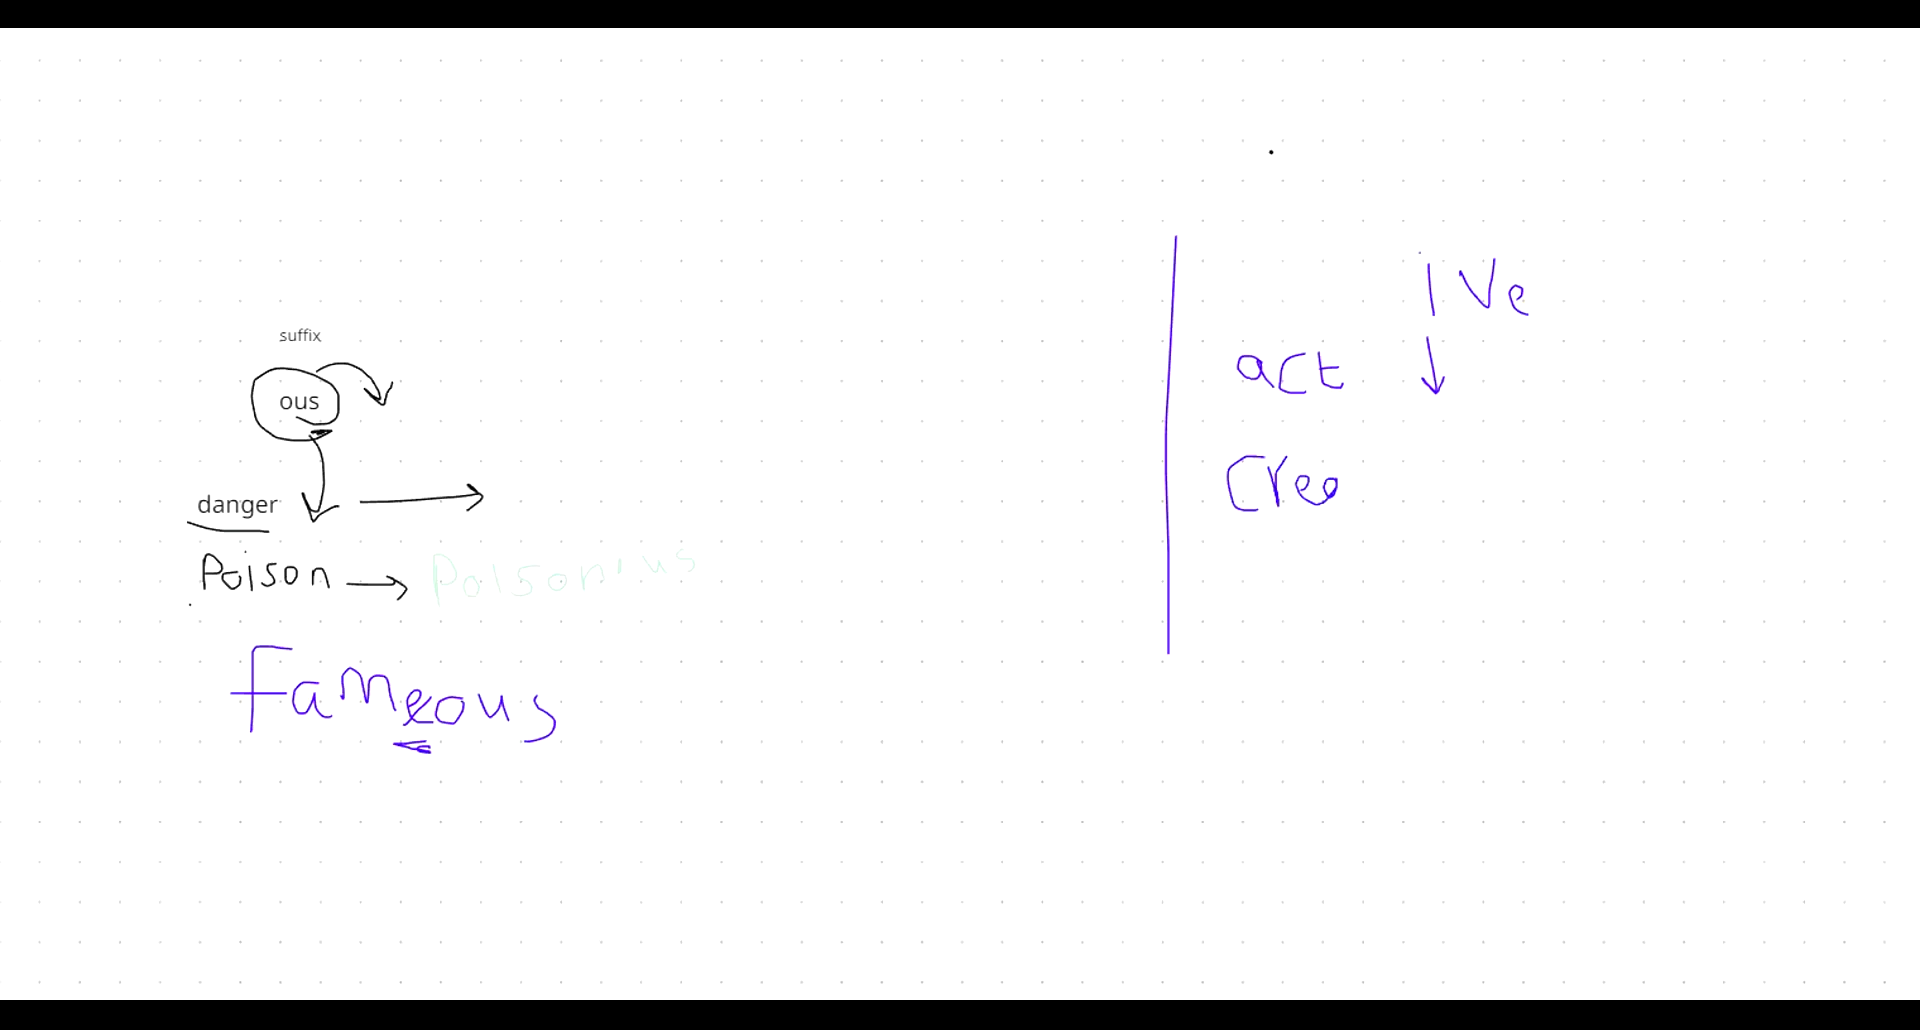 suffix
ous
danger
Poison → Poisonius
fameous
IVe
act
Crea